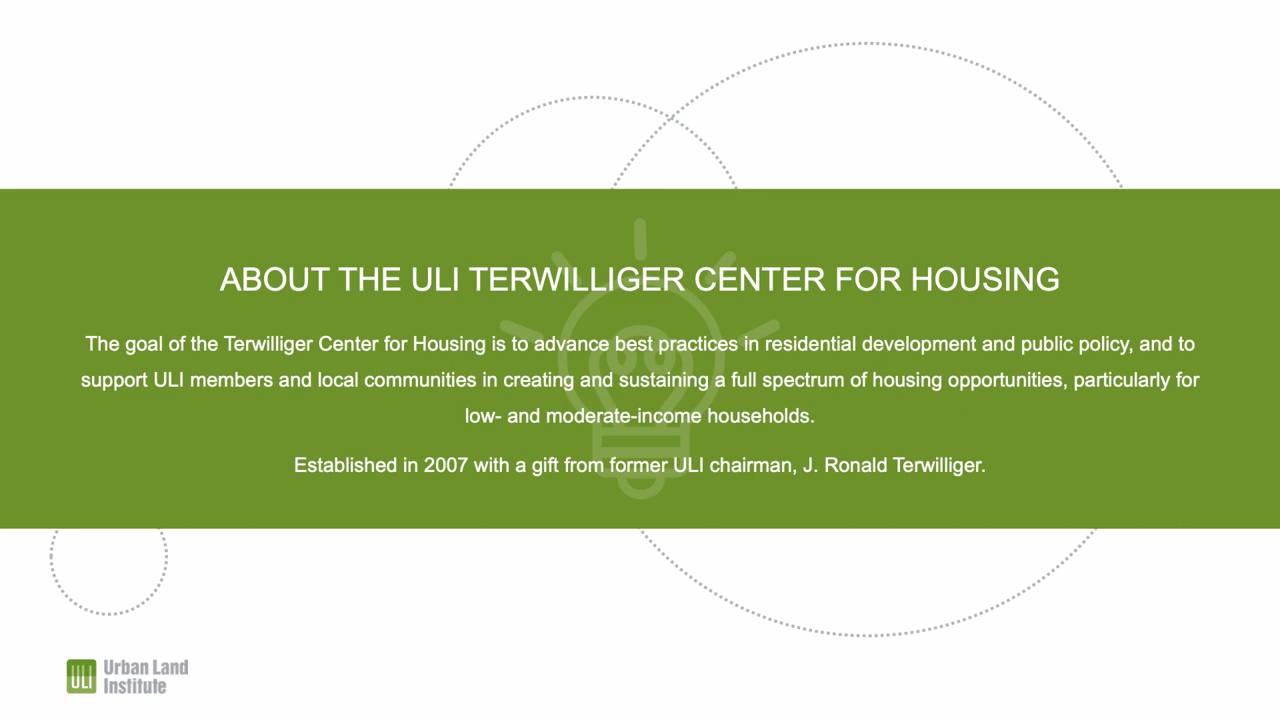 ABOUT THE ULI TERWILLIGER CENTER FOR HOUSING
The goal of the Terwilliger Center for Housing is to advance best practices in residential development and public policy, and to
support ULI members and local communities in creating and sustaining a full spectrum of housing opportunities, particularly for
low- and moderate-income households.
Established in 2007 with a gift from former ULI chairman, J. Ronald Terwilliger.
ULI Urban Land
Institute